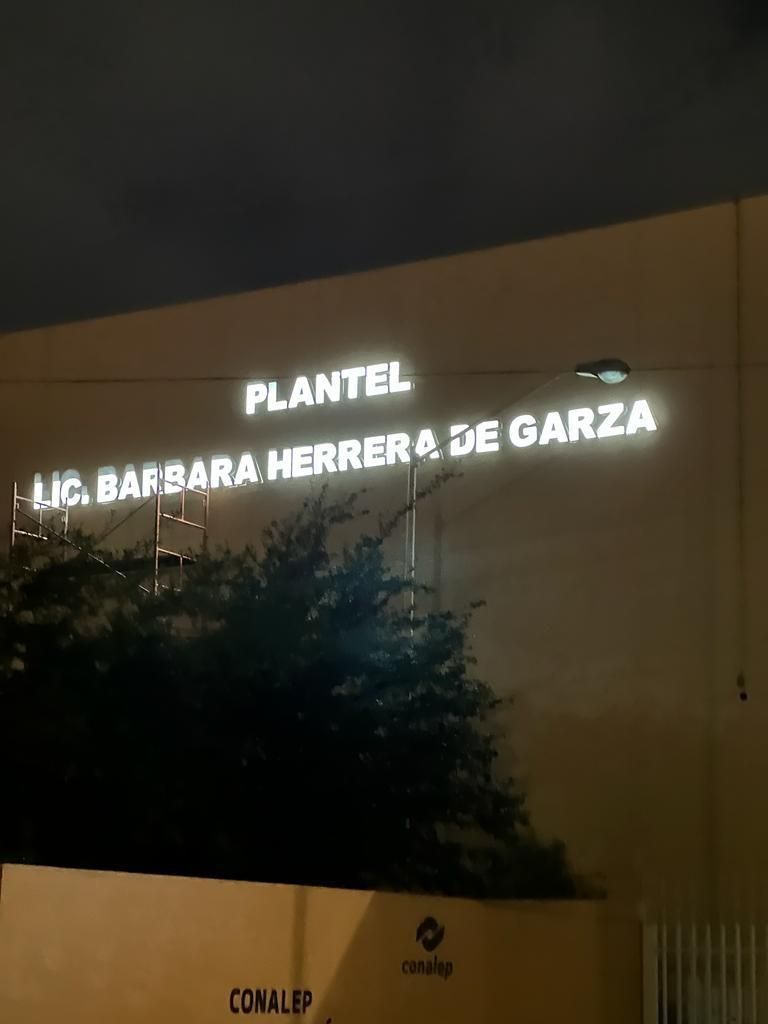 PLANTEL
LIC. BARBARA HERRERA DE GARZA
conalep
CONALEP